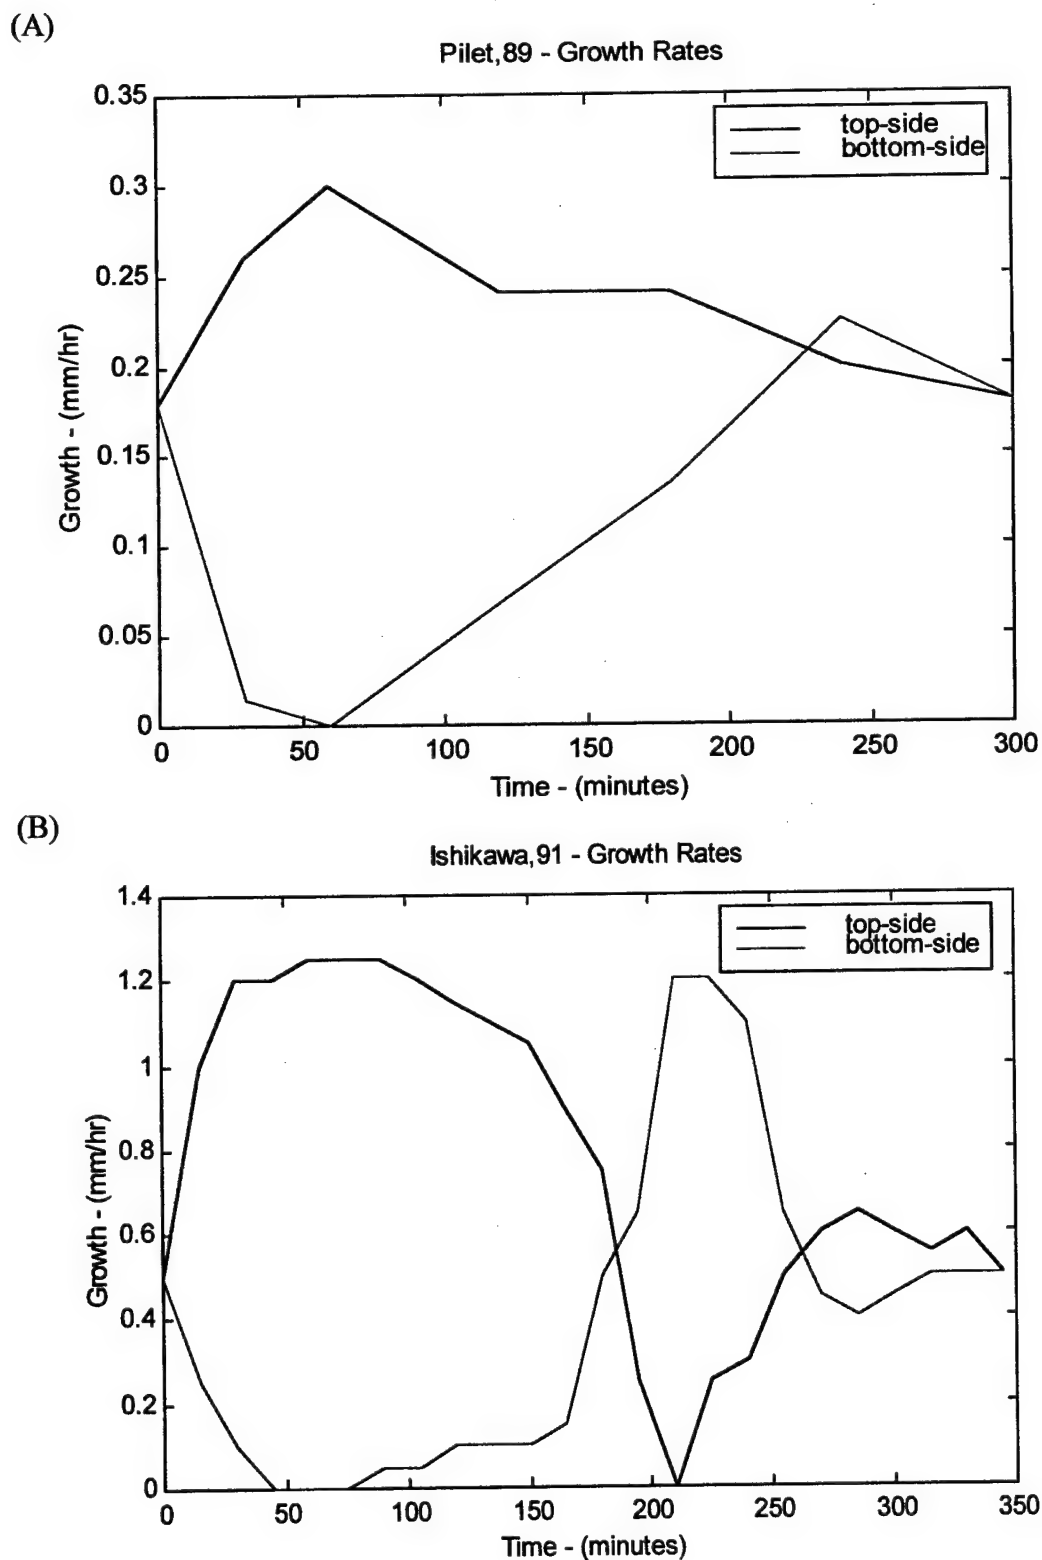 (A)
Pilet,89 - Growth Rates
0.35
0.3
0.25
0.2
0.15
0.1
0.05
0
Growth - (mm/hr)
top-side
bottom-side
0 50 100 150 200 250 300
Time - (minutes)
(B)
Ishikawa,91 - Growth Rates
1.4
1.2
1
0.8
0.6
0.4
0.2
0
Growth - (mm/hr)
top-side
bottom-side
0 50 100 150 200 250 300 350
Time - (minutes)